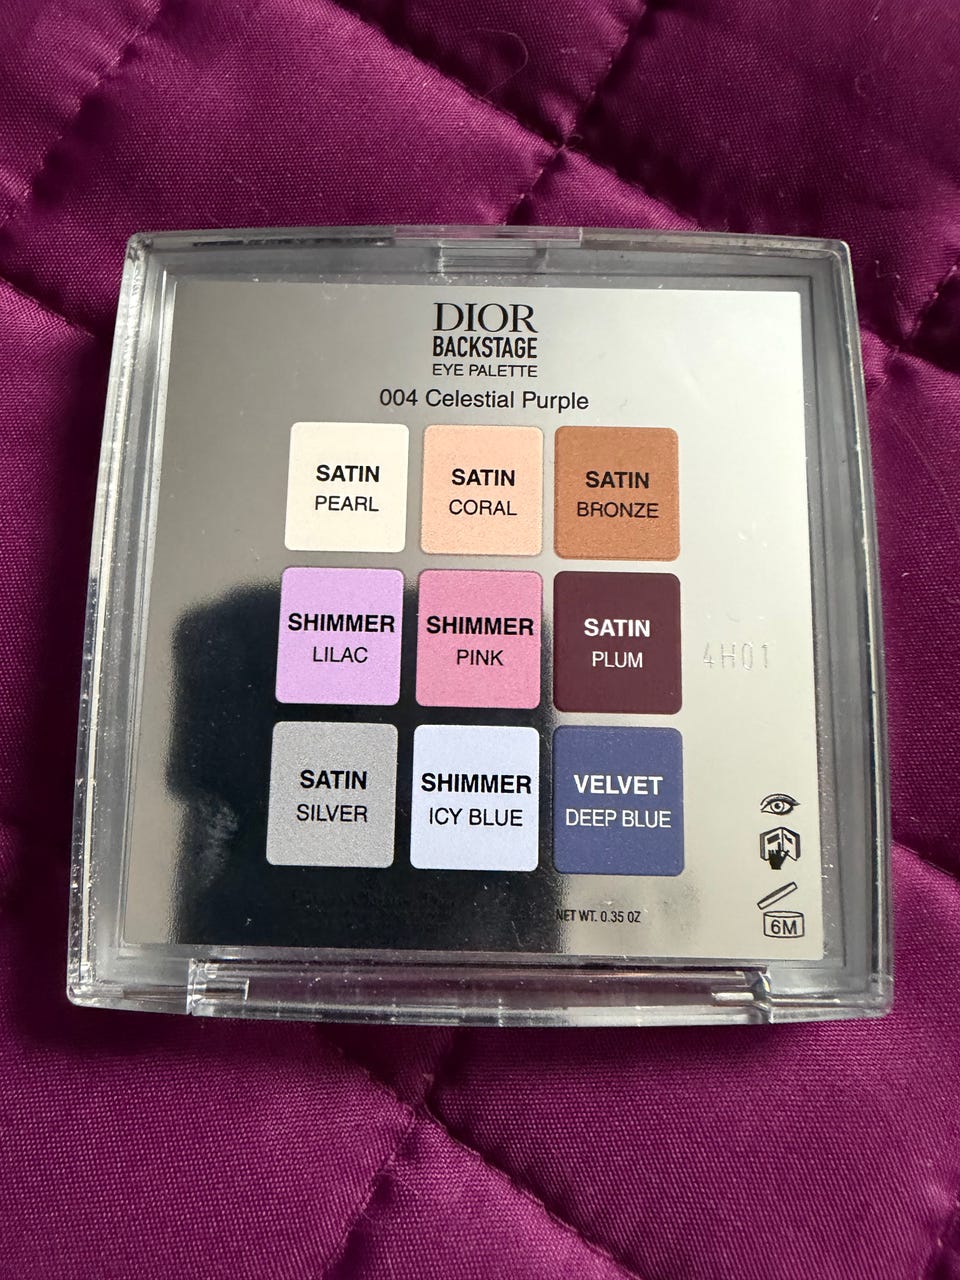 DIOR
BACKSTAGE
EYE PALETTE
004 Celestial Purple
SATIN
PEARL
SATIN
CORAL
SATIN
BRONZE
SHIMMER
LILAC
SHIMMER
PINK
SATIN
PLUM
4H01
SATIN
SILVER
SHIMMER
ICY BLUE
VELVET
DEEP BLUE
NET WT. 0.35 OZ
6M